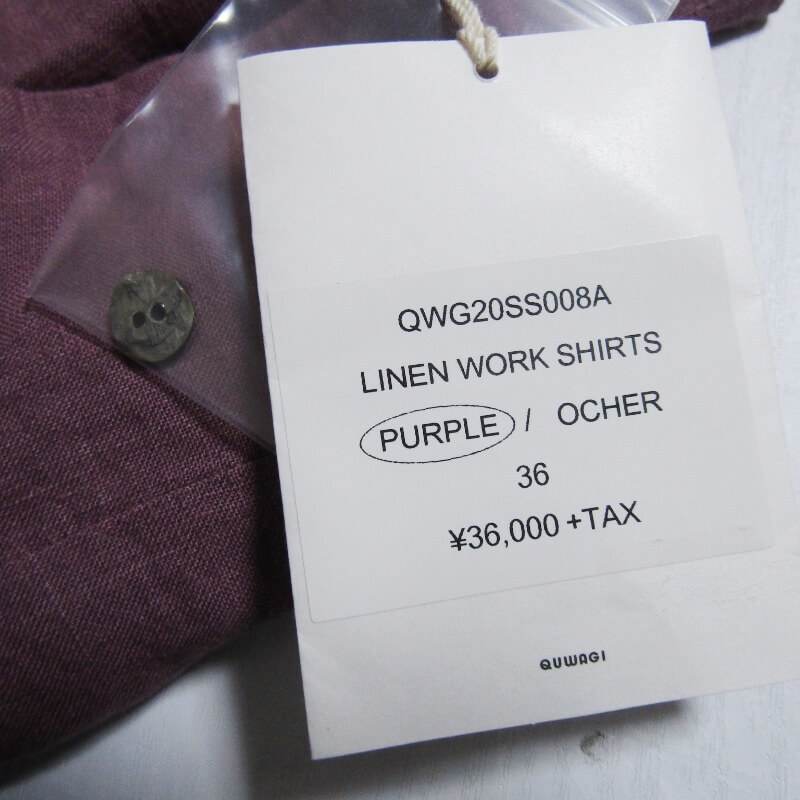 QWG20SS008A
LINEN WORK SHIRTS
PURPLE / OCHER
36
¥36,000 +TAX
QUWAGI